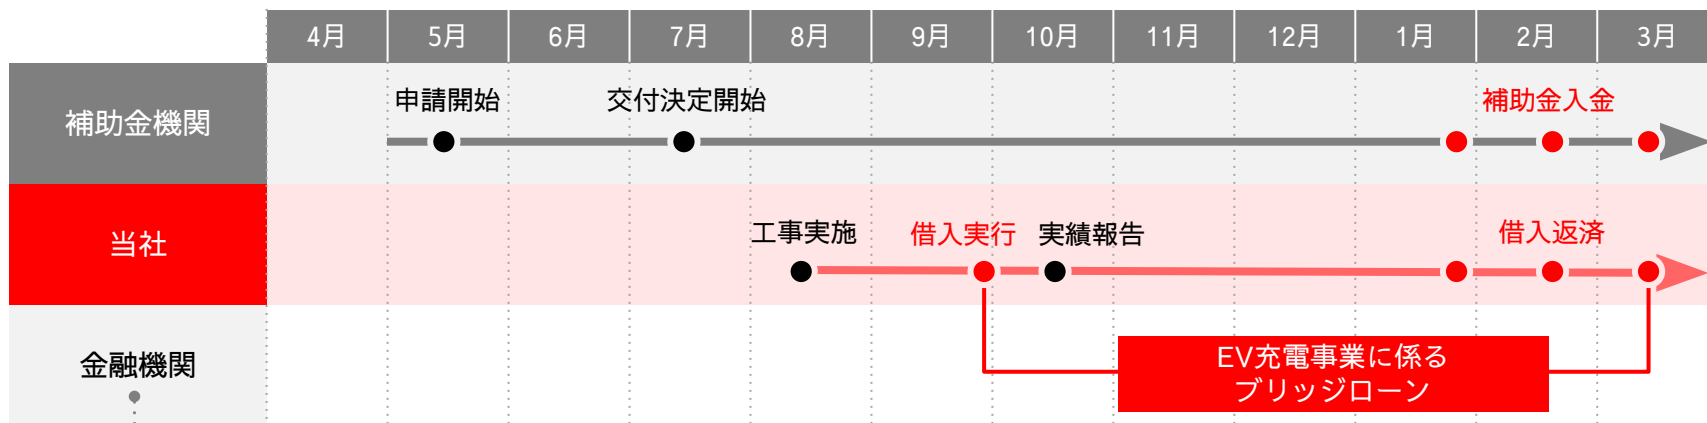 4月 5月 6月 7月 8月 9月 10月 11月 12月 1月 2月 3月
補助金機関
申請開始 交付決定開始 補助金入金
当社
工事実施 借入実行 実績報告 借入返済
金融機関
EV充電事業に係る
ブリッジローン